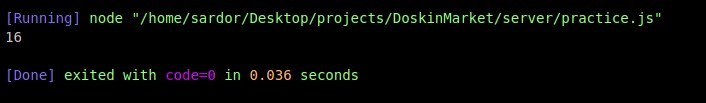 [Running] node "/home/sardor/Desktop/projects/DoskinMarket/server/practice.js"
16
[Done] exited with code=0 in 0.036 seconds